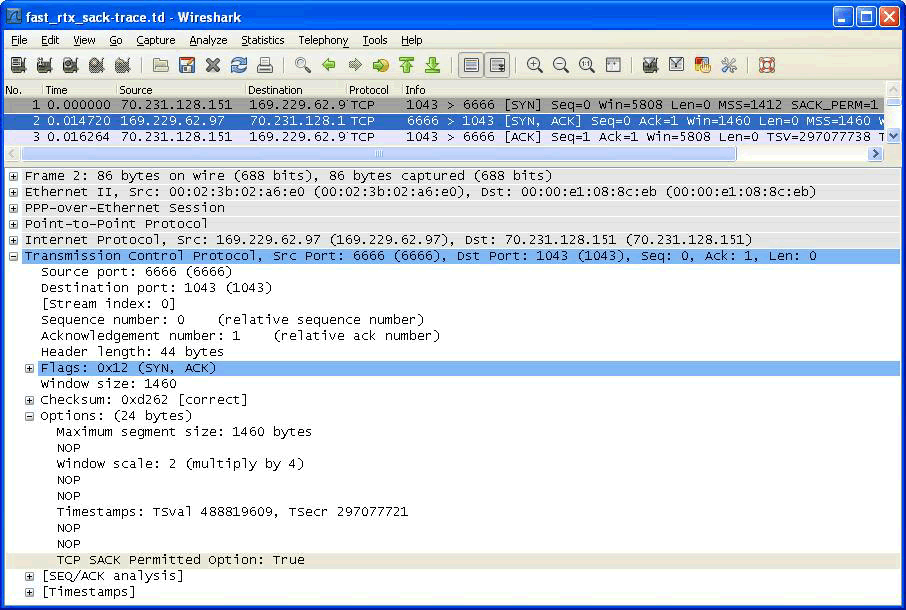 fast_rtx_sack-trace.td - Wireshark
File Edit View Go Capture Analyze Statistics Telephony Tools Help
No. Time Source Destination Protocol Info
1 0.000000 70.231.128.151 169.229.62.97 TCP 1043 > 6666 [SYN] Seq=0 Win=5808 Len=0 MSS=1412 SACK_PERM=1
2 0.014720 169.229.62.97 70.231.128.1 TCP 6666 > 1043 [SYN, ACK] Seq=0 Ack=1 Win=1460 Len=0 MSS=1460 W
3 0.016264 70.231.128.151 169.229.62.97 TCP 1043 > 6666 [ACK] Seq=1 Ack=1 Win=5808 Len=0 TSV=297077738 T
Frame 2: 86 bytes on wire (688 bits), 86 bytes captured (688 bits)
Ethernet II, Src: 00:02:3b:02:a6:e0 (00:02:3b:02:a6:e0), Dst: 00:00:e1:08:8c:eb (00:00:e1:08:8c:eb)
PPP-over-Ethernet Session
Point-to-Point Protocol
Internet Protocol, Src: 169.229.62.97 (169.229.62.97), Dst: 70.231.128.151 (70.231.128.151)
Transmission Control Protocol, Src Port: 6666 (6666), Dst Port: 1043 (1043), Seq: 0, Ack: 1, Len: 0
Source port: 6666 (6666)
Destination port: 1043 (1043)
[Stream index: 0]
Sequence number: 0 (relative sequence number)
Acknowledgement number: 1 (relative ack number)
Header length: 44 bytes
Flags: 0x12 (SYN, ACK)
Window size: 1460
Checksum: 0xd262 [correct]
Options: (24 bytes)
Maximum segment size: 1460 bytes
NOP
Window scale: 2 (multiply by 4)
NOP
NOP
Timestamps: TSval 488819609, TSecr 297077721
NOP
NOP
TCP SACK Permitted Option: True
[SEQ/ACK analysis]
[Timestamps]